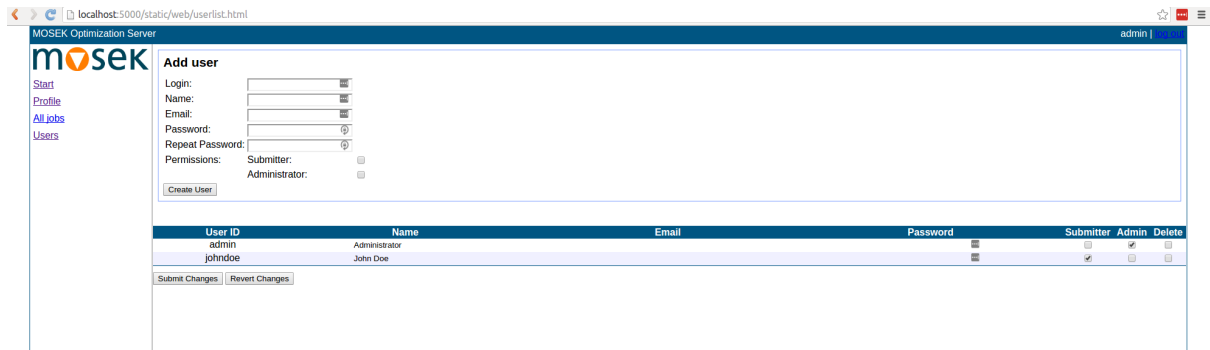 localhost:5000/static/web/userlist.html
MOSEK Optimization Server
admin | log out
mosek
Start
Profile
All jobs
Users
Add user
Login:
Name:
Email:
Password:
Repeat Password:
Permissions: Submitter:
Administrator:
Create User
User ID Name Email Password Submitter Admin Delete
admin Administrator
johndoe John Doe
Submit Changes Revert Changes